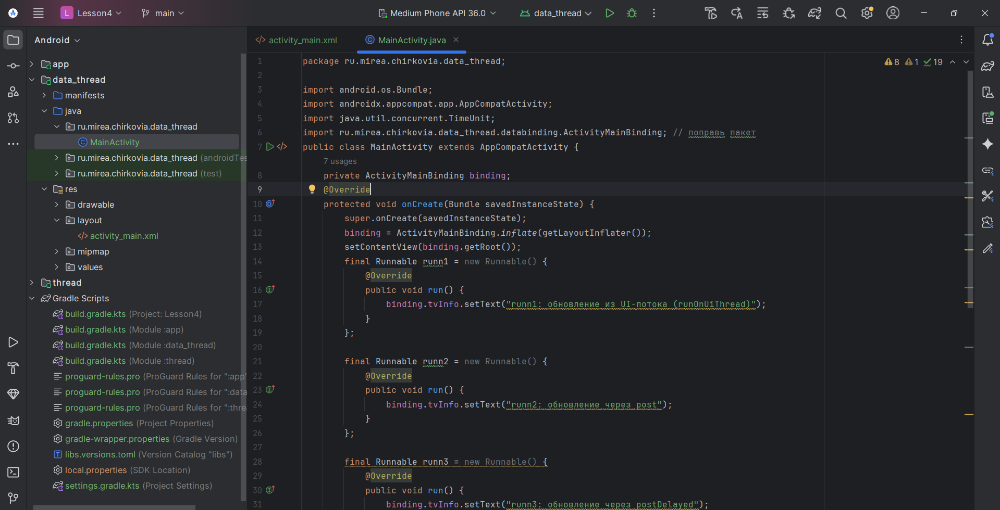 L Lesson4
main
Medium Phone API 36.0
data_thread
Android
activity_main.xml
MainActivity.java
app
data_thread
manifests
java
ru.mirea.chirkovia.data_thread
MainActivity
ru.mirea.chirkovia.data_thread (androidTes
ru.mirea.chirkovia.data_thread (test)
res
drawable
layout
activity_main.xml
mipmap
values
thread
Gradle Scripts
build.gradle.kts (Project: Lesson4)
build.gradle.kts (Module :app)
build.gradle.kts (Module :data_thread)
build.gradle.kts (Module :thread)
proguard-rules.pro (ProGuard Rules for ":app"
proguard-rules.pro (ProGuard Rules for ":data
proguard-rules.pro (ProGuard Rules for ":thre
gradle.properties (Project Properties)
gradle-wrapper.properties (Gradle Version)
libs.versions.toml (Version Catalog "libs")
local.properties (SDK Location)
settings.gradle.kts (Project Settings)
8 1 19
1 package ru.mirea.chirkovia.data_thread;
2
3 import android.os.Bundle;
4 import androidx.appcompat.app.AppCompatActivity;
5 import java.util.concurrent.TimeUnit;
6 import ru.mirea.chirkovia.data_thread.databinding.ActivityMainBinding; // поправь пакет
7 public class MainActivity extends AppCompatActivity {
7 usages
8 private ActivityMainBinding binding;
9 @Override
10 protected void onCreate(Bundle savedInstanceState) {
11 super.onCreate(savedInstanceState);
12 binding = ActivityMainBinding.inflate(getLayoutInflater());
13 setContentView(binding.getRoot());
14 final Runnable runn1 = new Runnable() {
15 @Override
16 public void run() {
17 binding.tvInfo.setText("runn1: обновление из UI-потока (runOnUiThread)");
18 }
19 };
20
21 final Runnable runn2 = new Runnable() {
22 @Override
23 public void run() {
24 binding.tvInfo.setText("runn2: обновление через post");
25 }
26 };
27
28 final Runnable runn3 = new Runnable() {
29 @Override
30 public void run() {
31 binding.tvInfo.setText("runn3: обновление через postDelayed");